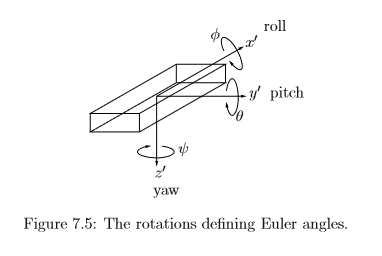 roll
ϕ
x′
y′ pitch
θ
ψ
z′
yaw
Figure 7.5: The rotations defining Euler angles.